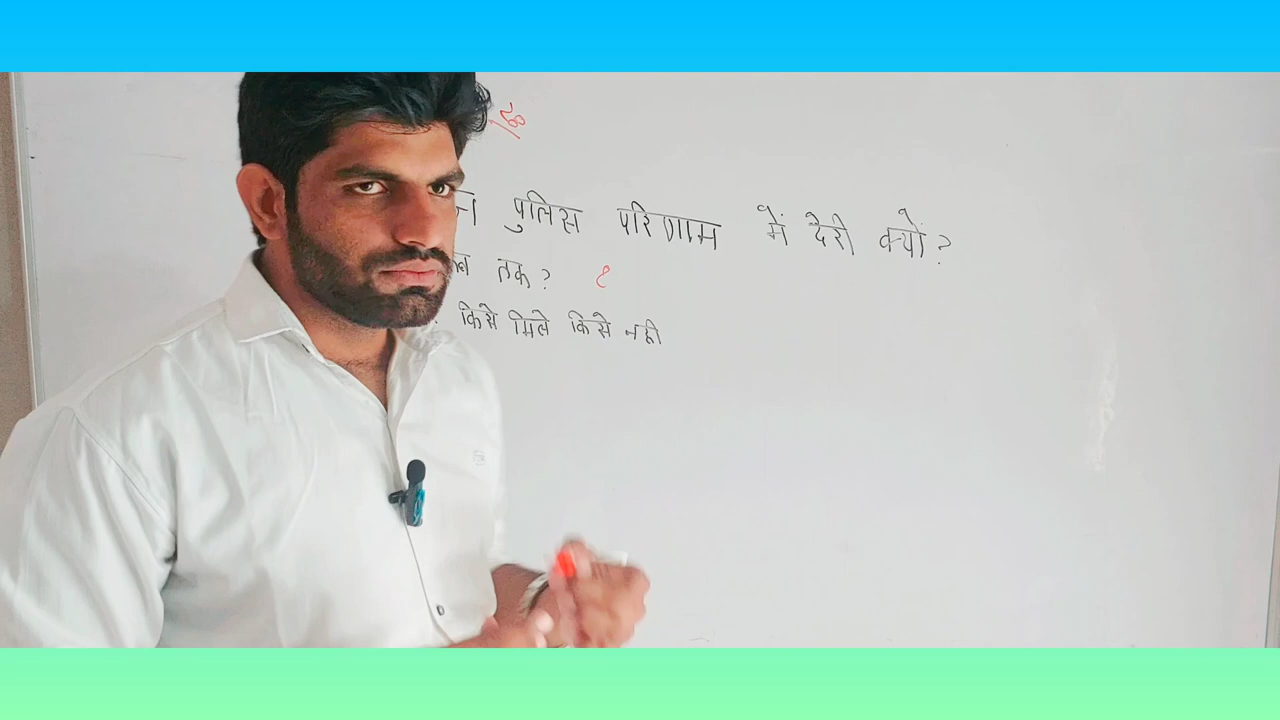 पुलिस परिणाम में देरी क्यों?
तक?
किसे मिले किसे नही